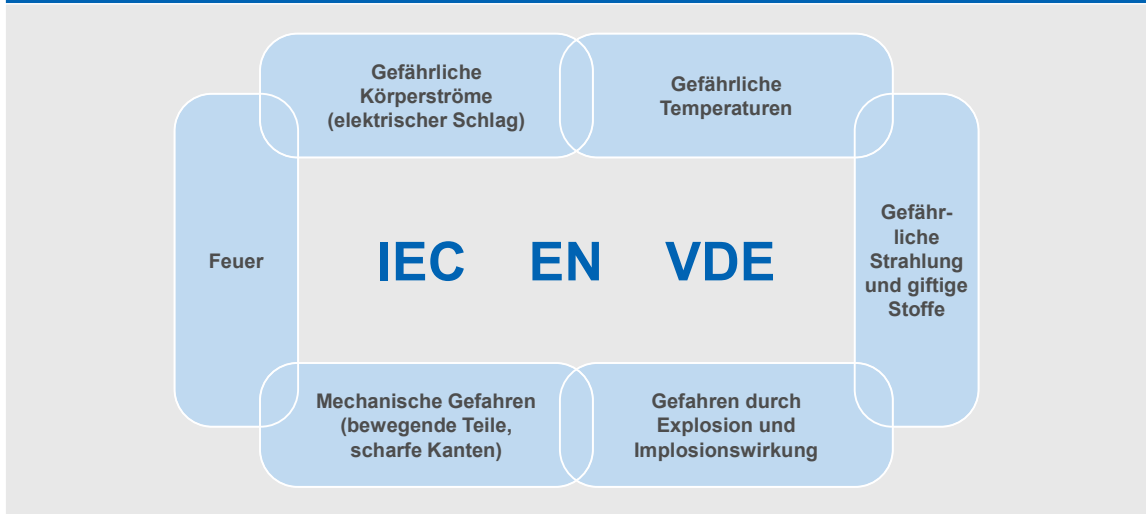 Gefährliche
Körperströme
(elektrischer Schlag)
Gefährliche
Temperaturen
Feuer
IEC EN VDE
Gefähr-
liche
Strahlung
und giftige
Stoffe
Mechanische Gefahren
(bewegende Teile,
scharfe Kanten)
Gefahren durch
Explosion und
Implosionswirkung